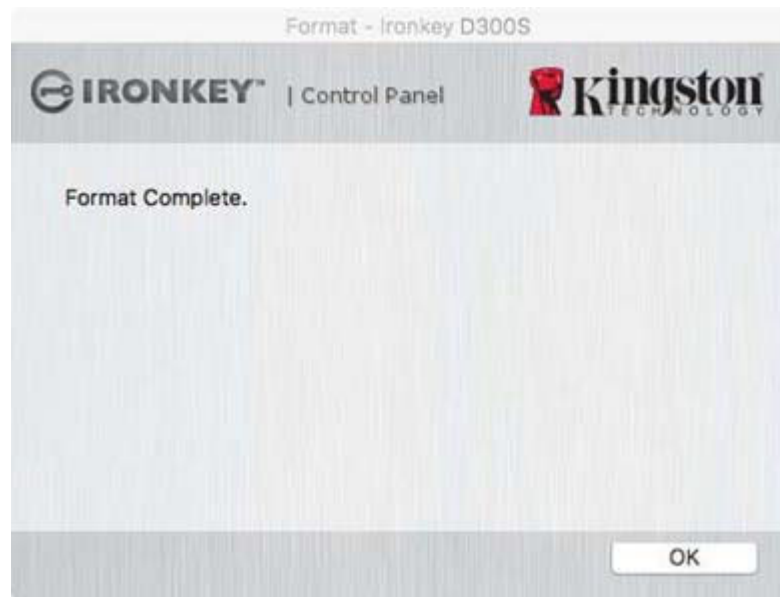 Format - Ironkey D300S
IRONKEY™ | Control Panel
Kingston
TECHNOLOGY
Format Complete.
OK